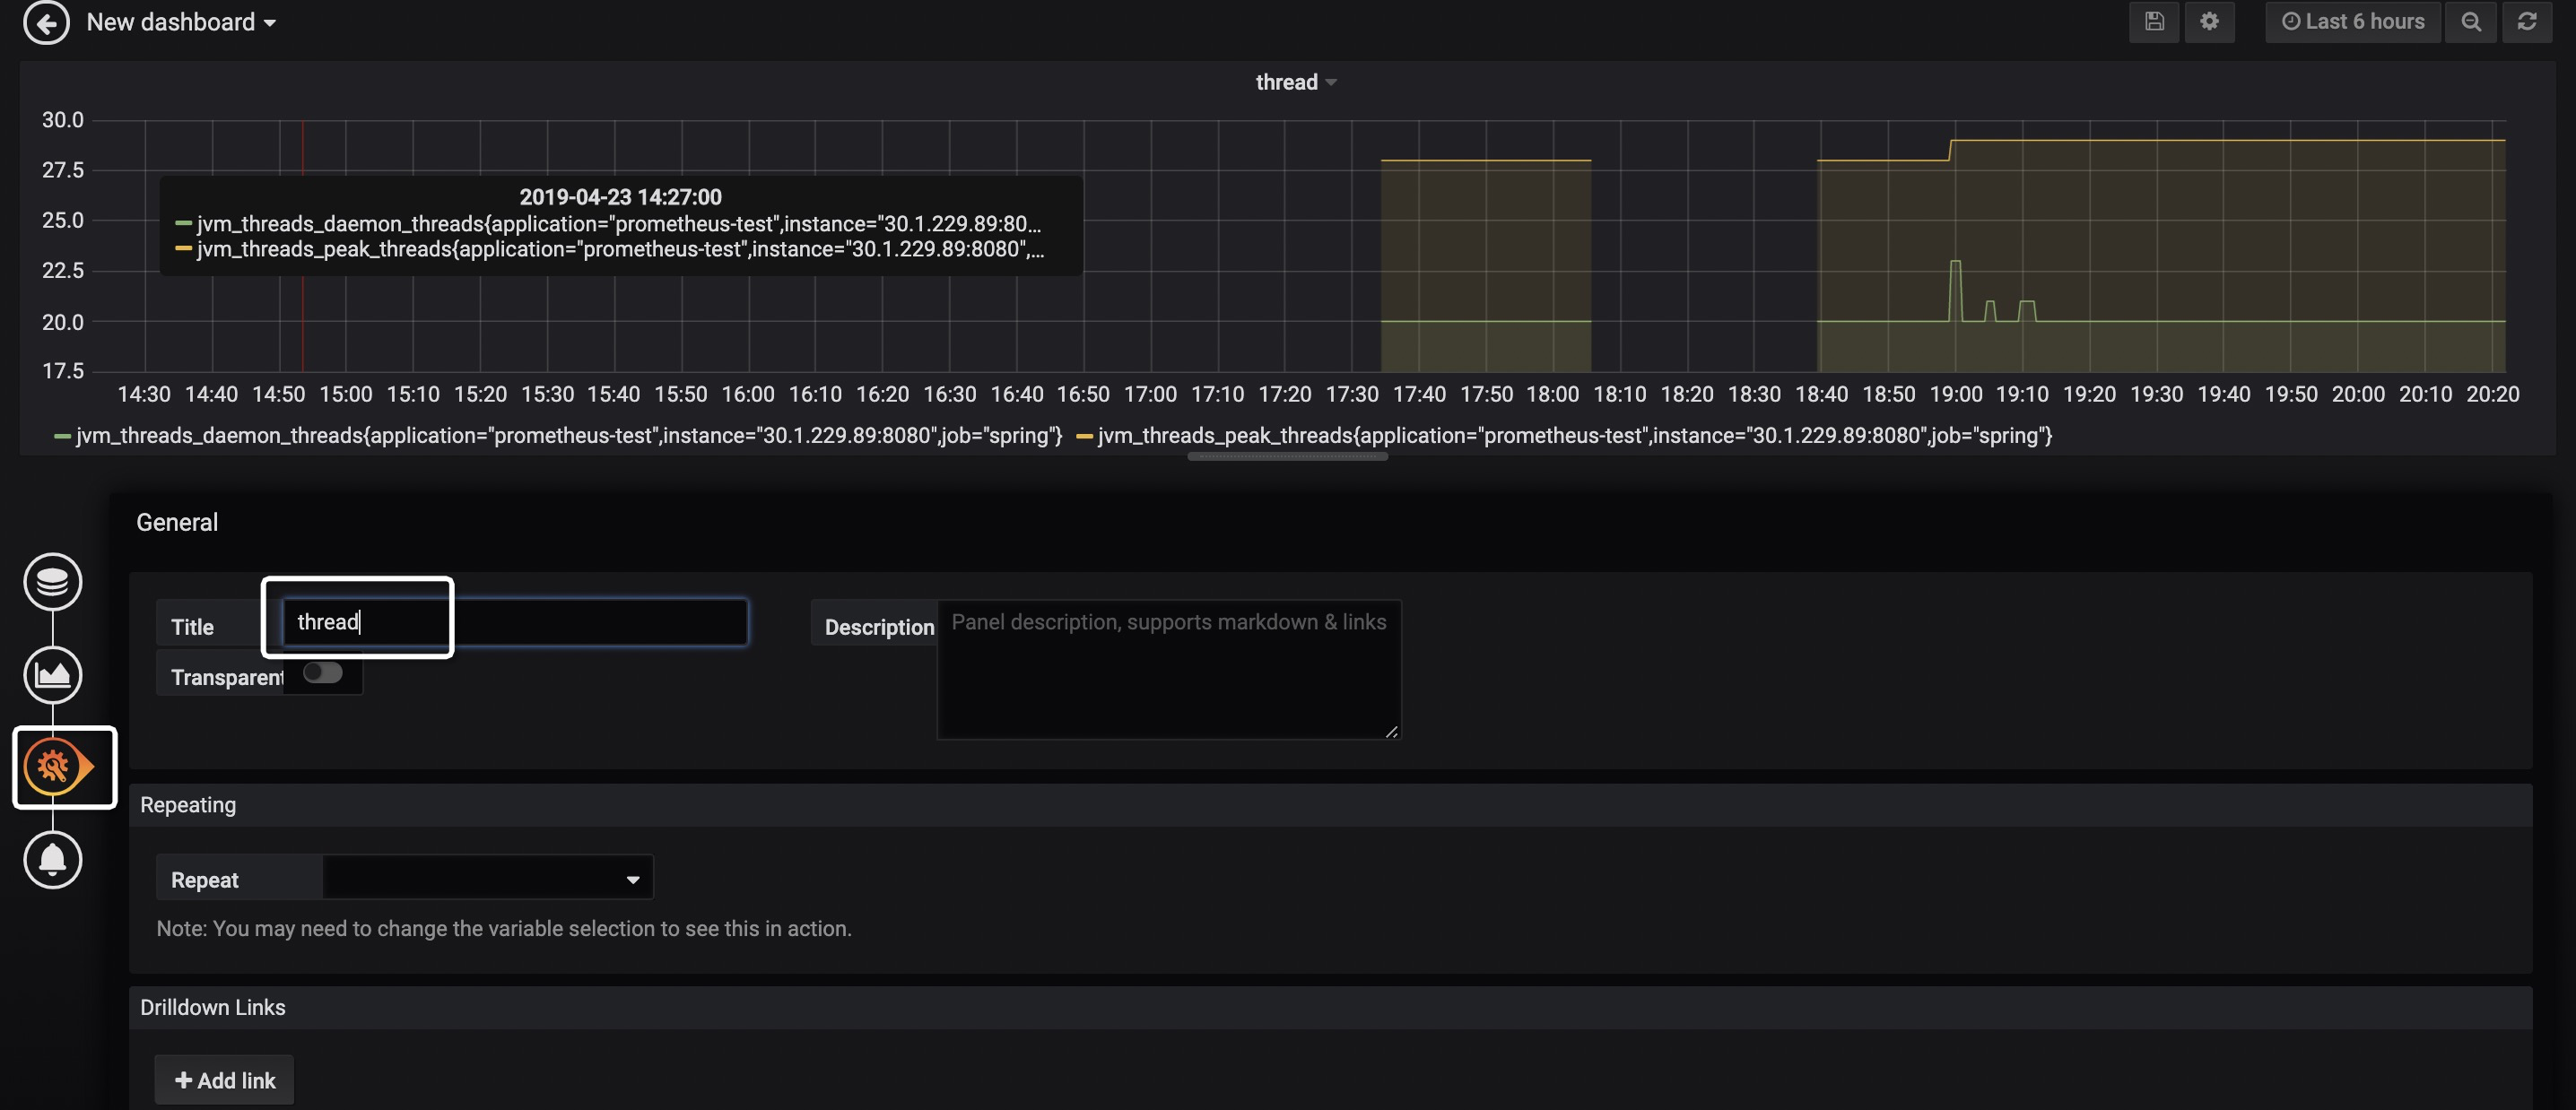 New dashboard
Last 6 hours
thread
30.0
27.5
25.0
22.5
20.0
17.5
2019-04-23 14:27:00
jvm_threads_daemon_threads{application="prometheus-test",instance="30.1.229.89:80...
jvm_threads_peak_threads{application="prometheus-test",instance="30.1.229.89:8080",...
14:30 14:40 14:50 15:00 15:10 15:20 15:30 15:40 15:50 16:00 16:10 16:20 16:30 16:40 16:50 17:00 17:10 17:20 17:30 17:40 17:50 18:00 18:10 18:20 18:30 18:40 18:50 19:00 19:10 19:20 19:30 19:40 19:50 20:00 20:10 20:20
jvm_threads_daemon_threads{application="prometheus-test",instance="30.1.229.89:8080",job="spring"} jvm_threads_peak_threads{application="prometheus-test",instance="30.1.229.89:8080",job="spring"}
General
Title thread
Description Panel description, supports markdown & links
Transparent
Repeating
Repeat
Note: You may need to change the variable selection to see this in action.
Drilldown Links
+ Add link